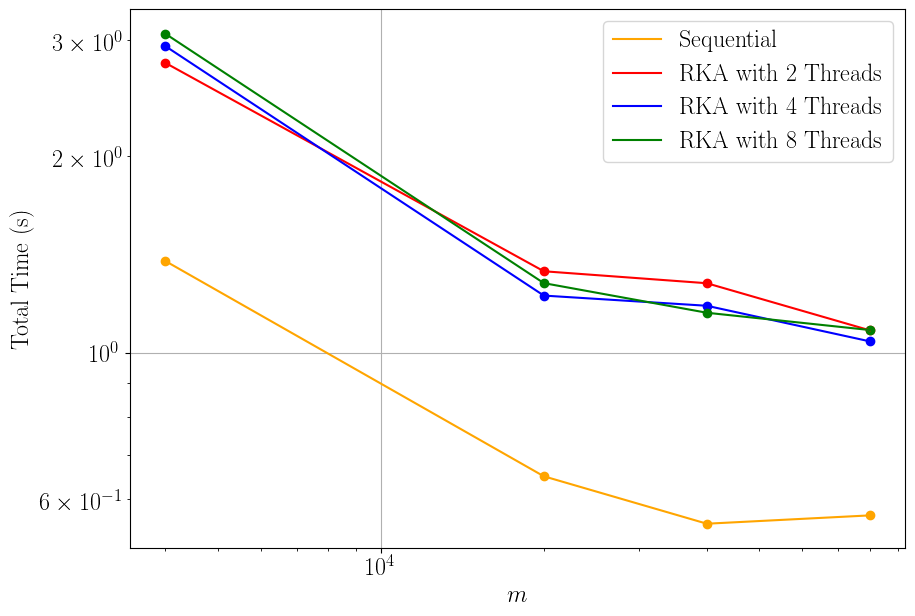 3 × 10⁰
2 × 10⁰
10⁰
6 × 10⁻¹
Total Time (s)
Sequential
RKA with 2 Threads
RKA with 4 Threads
RKA with 8 Threads
10⁴
m